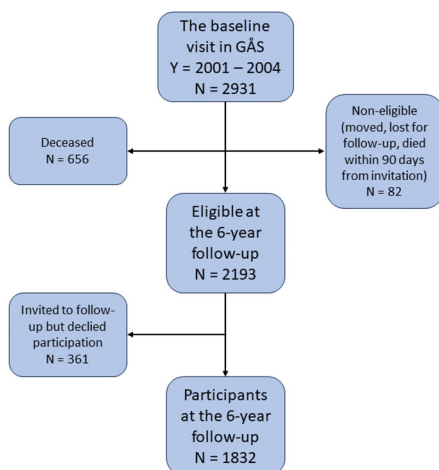 The baseline
visit in GÅS
Y = 2001 – 2004
N = 2931
Deceased
N = 656
Non-eligible
(moved, lost for
follow-up, died
within 90 days
from invitation)
N = 82
Eligible at
the 6-year
follow-up
N = 2193
Invited to follow-
up but declied
participation
N = 361
Participants
at the 6-year
follow-up
N = 1832